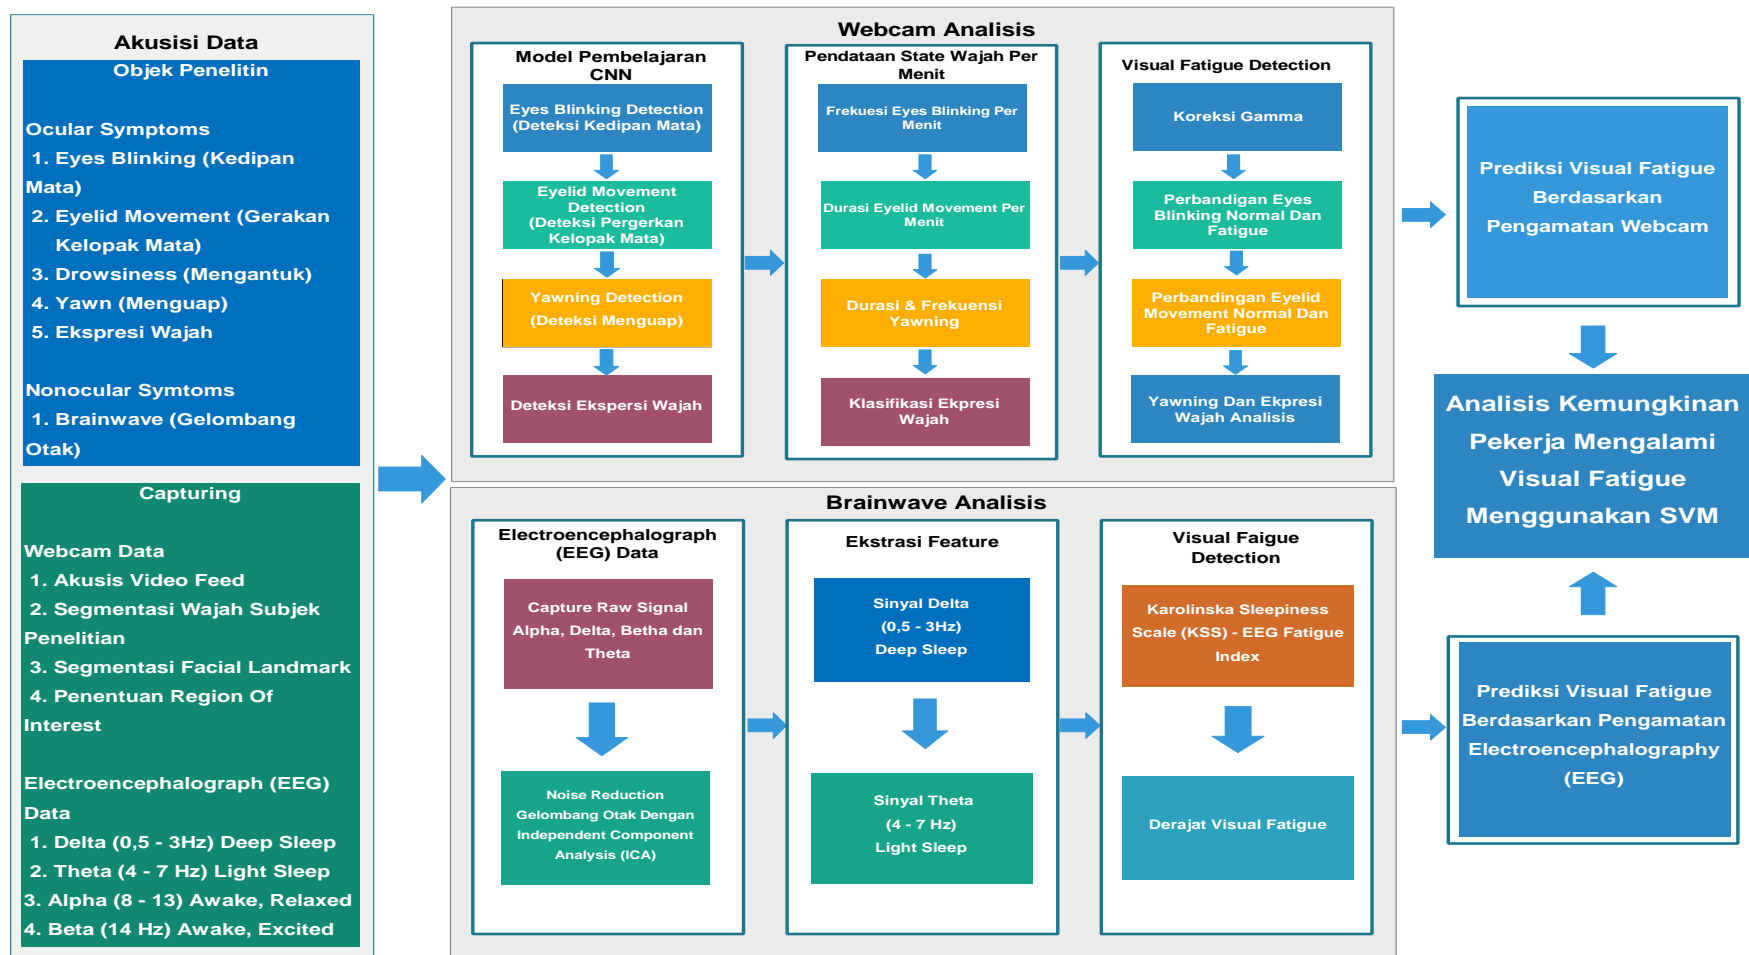 Akusisi Data
Objek Penelitin
Ocular Symptoms
1. Eyes Blinking (Kedipan
Mata)
2. Eyelid Movement (Gerakan
Kelopak Mata)
3. Drowsiness (Mengantuk)
4. Yawn (Menguap)
5. Ekspresi Wajah
Nonocular Symtoms
1. Brainwave (Gelombang
Otak)
Capturing
Webcam Data
1. Akusis Video Feed
2. Segmentasi Wajah Subjek
Penelitian
3. Segmentasi Facial Landmark
4. Penentuan Region Of
Interest
Electroencephalograph (EEG)
Data
1. Delta (0,5 - 3Hz) Deep Sleep
2. Theta (4 - 7 Hz) Light Sleep
3. Alpha (8 - 13) Awake, Relaxed
4. Beta (14 Hz) Awake, Excited
Webcam Analisis
Model Pembelajaran
CNN
Eyes Blinking Detection
(Deteksi Kedipan Mata)
Eyelid Movement
Detection
(Deteksi Pergerkan
Kelopak Mata)
Yawning Detection
(Deteksi Menguap)
Deteksi Ekspersi Wajah
Pendataan State Wajah Per
Menit
Frekuesi Eyes Blinking Per
Menit
Durasi Eyelid Movement Per
Menit
Durasi & Frekuensi
Yawning
Klasifikasi Ekpresi
Wajah
Visual Fatigue Detection
Koreksi Gamma
Perbandigan Eyes
Blinking Normal Dan
Fatigue
Perbandingan Eyelid
Movement Normal Dan
Fatigue
Yawning Dan Ekpresi
Wajah Analisis
Brainwave Analisis
Electroencephalograph
(EEG) Data
Capture Raw Signal
Alpha, Delta, Betha dan
Theta
Noise Reduction
Gelombang Otak Dengan
Independent Component
Analysis (ICA)
Ekstrasi Feature
Sinyal Delta
(0,5 - 3Hz)
Deep Sleep
Sinyal Theta
(4 - 7 Hz)
Light Sleep
Visual Faigue
Detection
Karolinska Sleepiness
Scale (KSS) - EEG Fatigue
Index
Derajat Visual Fatigue
Prediksi Visual Fatigue
Berdasarkan
Pengamatan Webcam
Analisis Kemungkinan
Pekerja Mengalami
Visual Fatigue
Menggunakan SVM
Prediksi Visual Fatigue
Berdasarkan Pengamatan
Electroencephalography
(EEG)